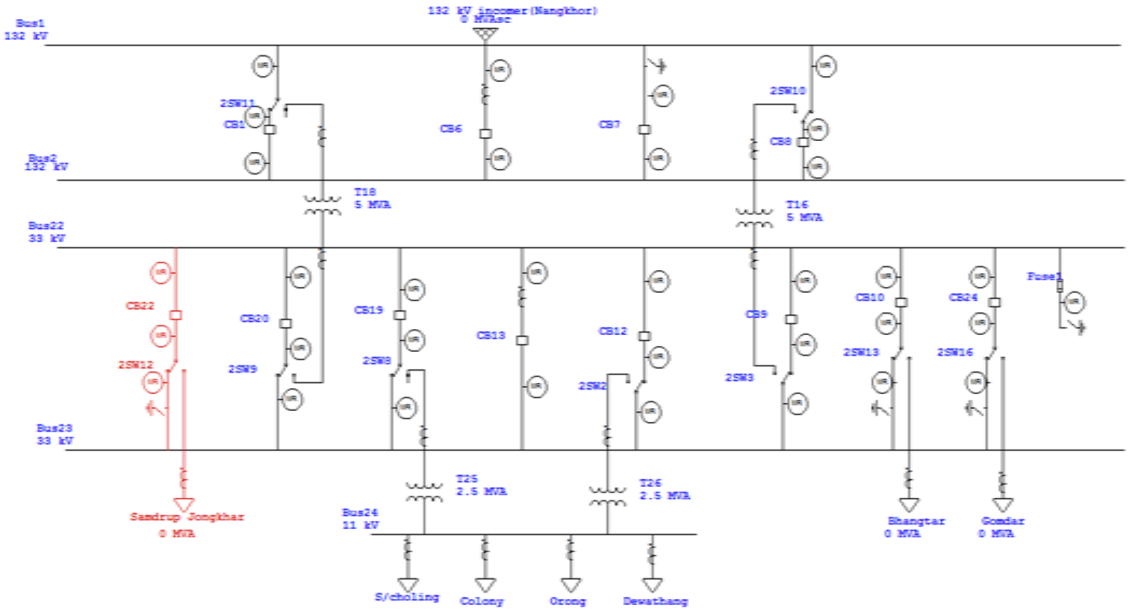 132 kV incomer(Nangkhor)
0 MVAsc
Bus1
132 kV
2SW11
CB1
CB6
CB7
2SW10
CB8
Bus2
132 kV
T18
5 MVA
T16
5 MVA
Bus22
33 kV
CB22
CB20
CB19
CB13
CB12
CB9
CB10
CB24
Fuse1
2SW12
2SW9
2SW8
2SW2
2SW3
2SW13
2SW16
Bus23
33 kV
T25
2.5 MVA
T26
2.5 MVA
Samdrup Jongkhar
0 MVA
Bus24
11 kV
Bhangtar
0 MVA
Gomdar
0 MVA
S/choling
Colony
Orong
Dewathang